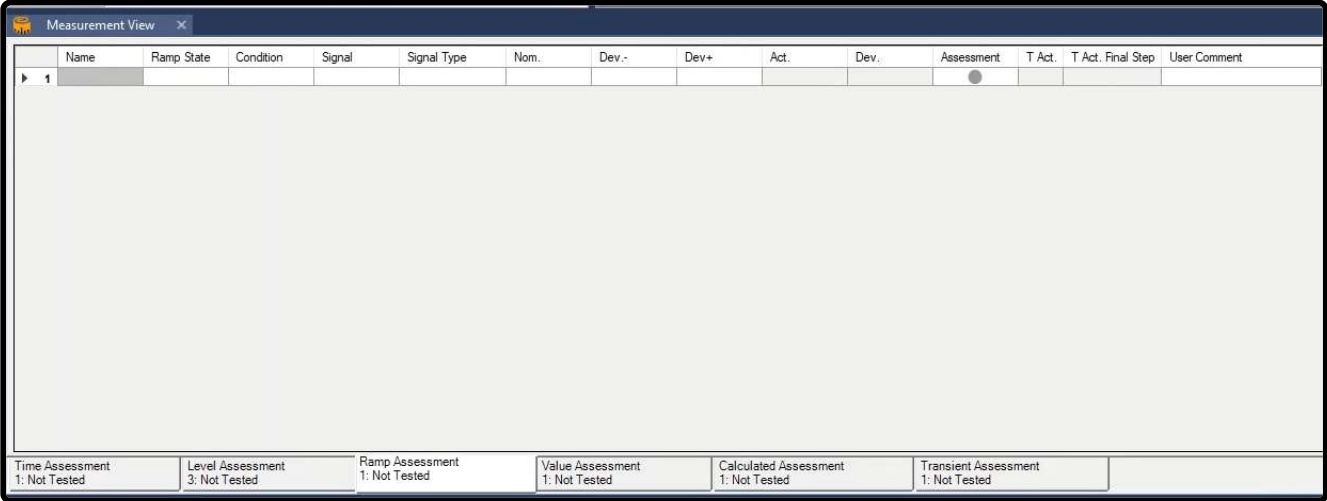 Measurement View
Name Ramp State Condition Signal Signal Type Nom. Dev.- Dev+ Act. Dev. Assessment T Act. T Act. Final Step User Comment
1
Time Assessment Level Assessment Ramp Assessment Value Assessment Calculated Assessment Transient Assessment
1: Not Tested 3: Not Tested 1: Not Tested 1: Not Tested 1: Not Tested 1: Not Tested